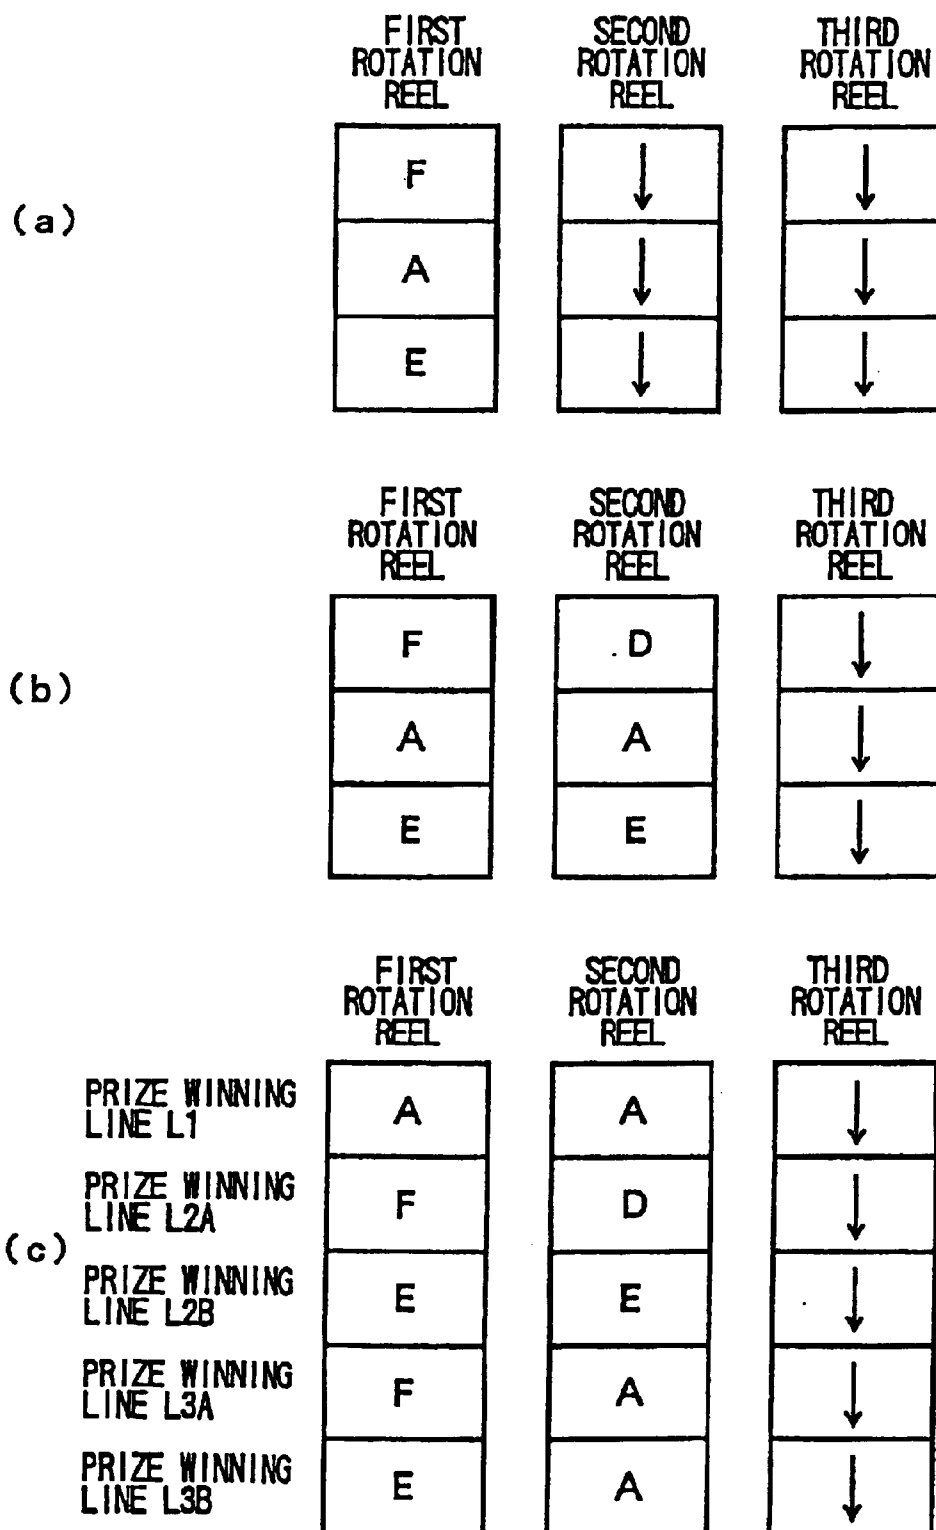 FIRST ROTATION REEL
SECOND ROTATION REEL
THIRD ROTATION REEL
(a)
F ↓ ↓
A ↓ ↓
E ↓ ↓
FIRST ROTATION REEL
SECOND ROTATION REEL
THIRD ROTATION REEL
(b)
F D ↓
A A ↓
E E ↓
FIRST ROTATION REEL
SECOND ROTATION REEL
THIRD ROTATION REEL
(c)
PRIZE WINNING
LINE L1
A A ↓
PRIZE WINNING
LINE L2A
F D ↓
PRIZE WINNING
LINE L2B
E E ↓
PRIZE WINNING
LINE L3A
F A ↓
PRIZE WINNING
LINE L3B
E A ↓